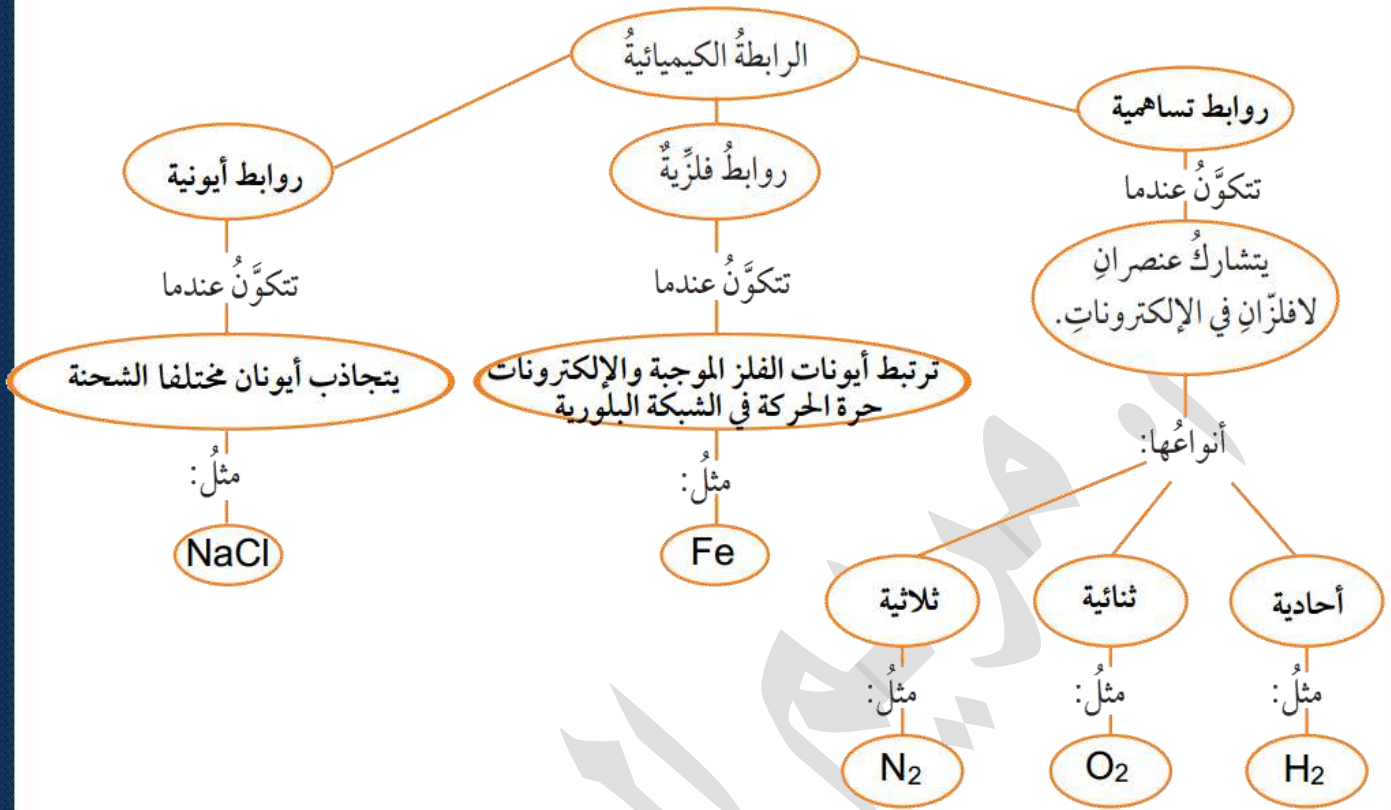 الرابطةُ الكيميائيةُ
روابط تساهمية
تتكوَّنُ عندما
يتشاركُ عنصرانِ
لافلزّانِ في الإلكتروناتِ.
أنواعُها:
أحادية
مثلُ:
H2
ثنائية
مثلُ:
O2
ثلاثية
مثلُ:
N2
روابطُ فلزِّيةٌ
تتكوَّنُ عندما
ترتبط أيونات الفلز الموجبة والإلكترونات
حرة الحركة في الشبكة البلورية
مثلُ:
Fe
روابط أيونية
تتكوَّنُ عندما
يتجاذب أيونان مختلفا الشحنة
مثلُ:
NaCl